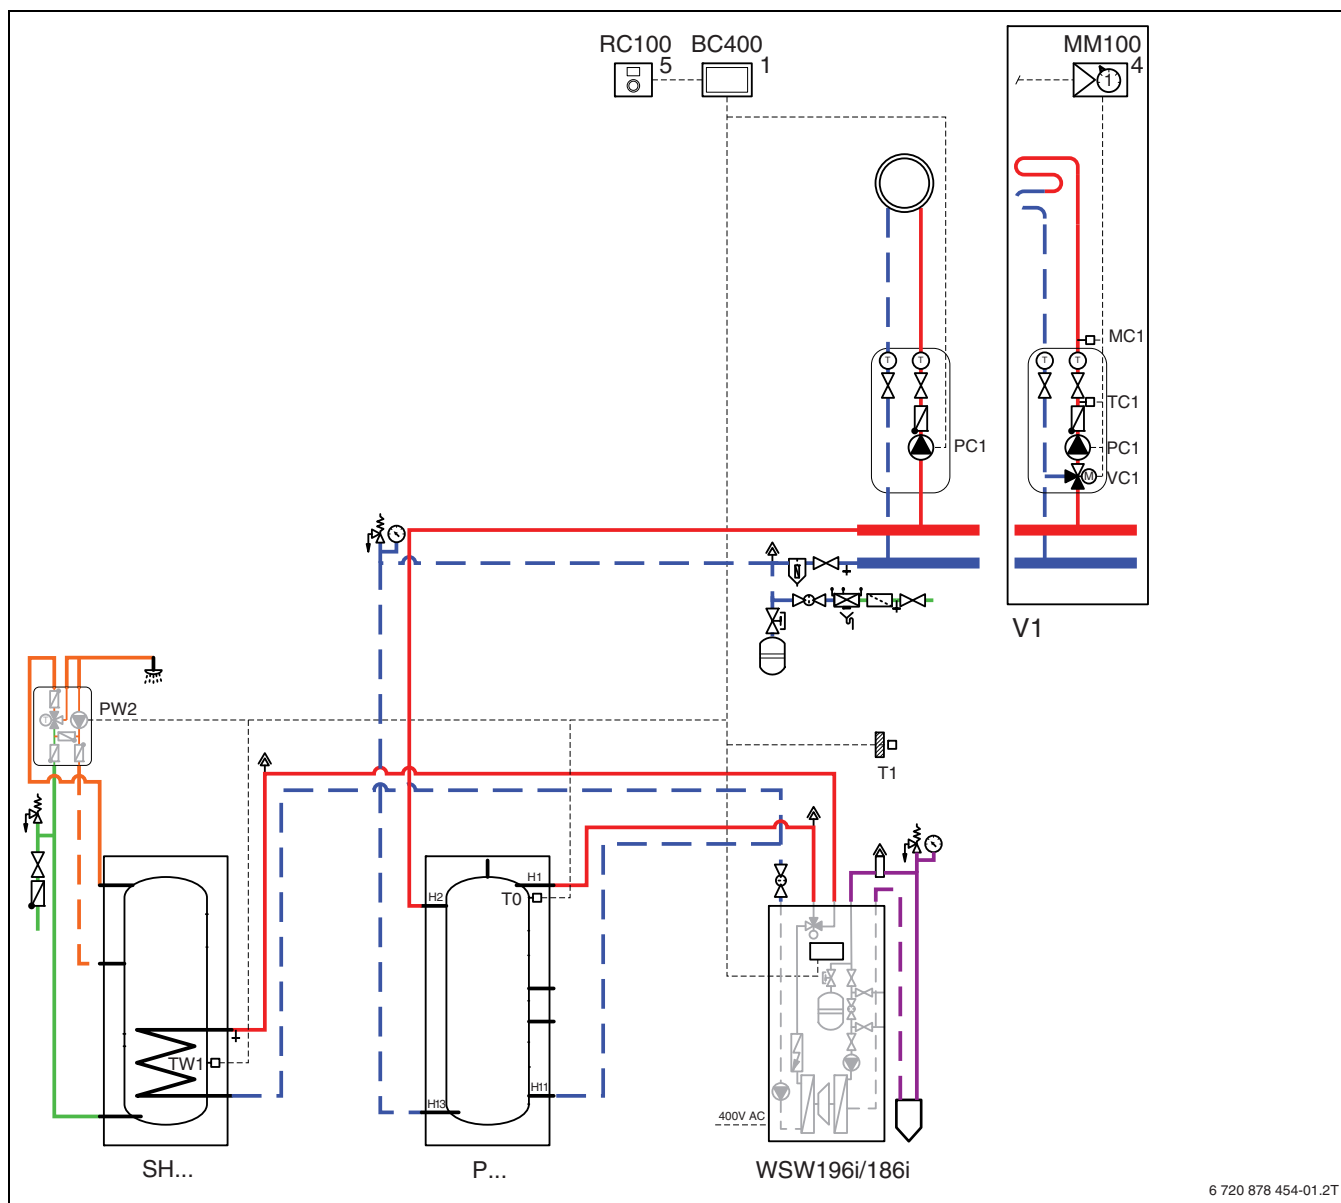 RC100
5
BC400
1
MM100
4
1
T
T
T
T
MC1
TC1
PC1
PC1
M
VC1
V1
PW2
T
T1
H1
T0
H2
TW1
H11
H13
400V AC
SH...
P...
WSW196i/186i
6 720 878 454-01.2T